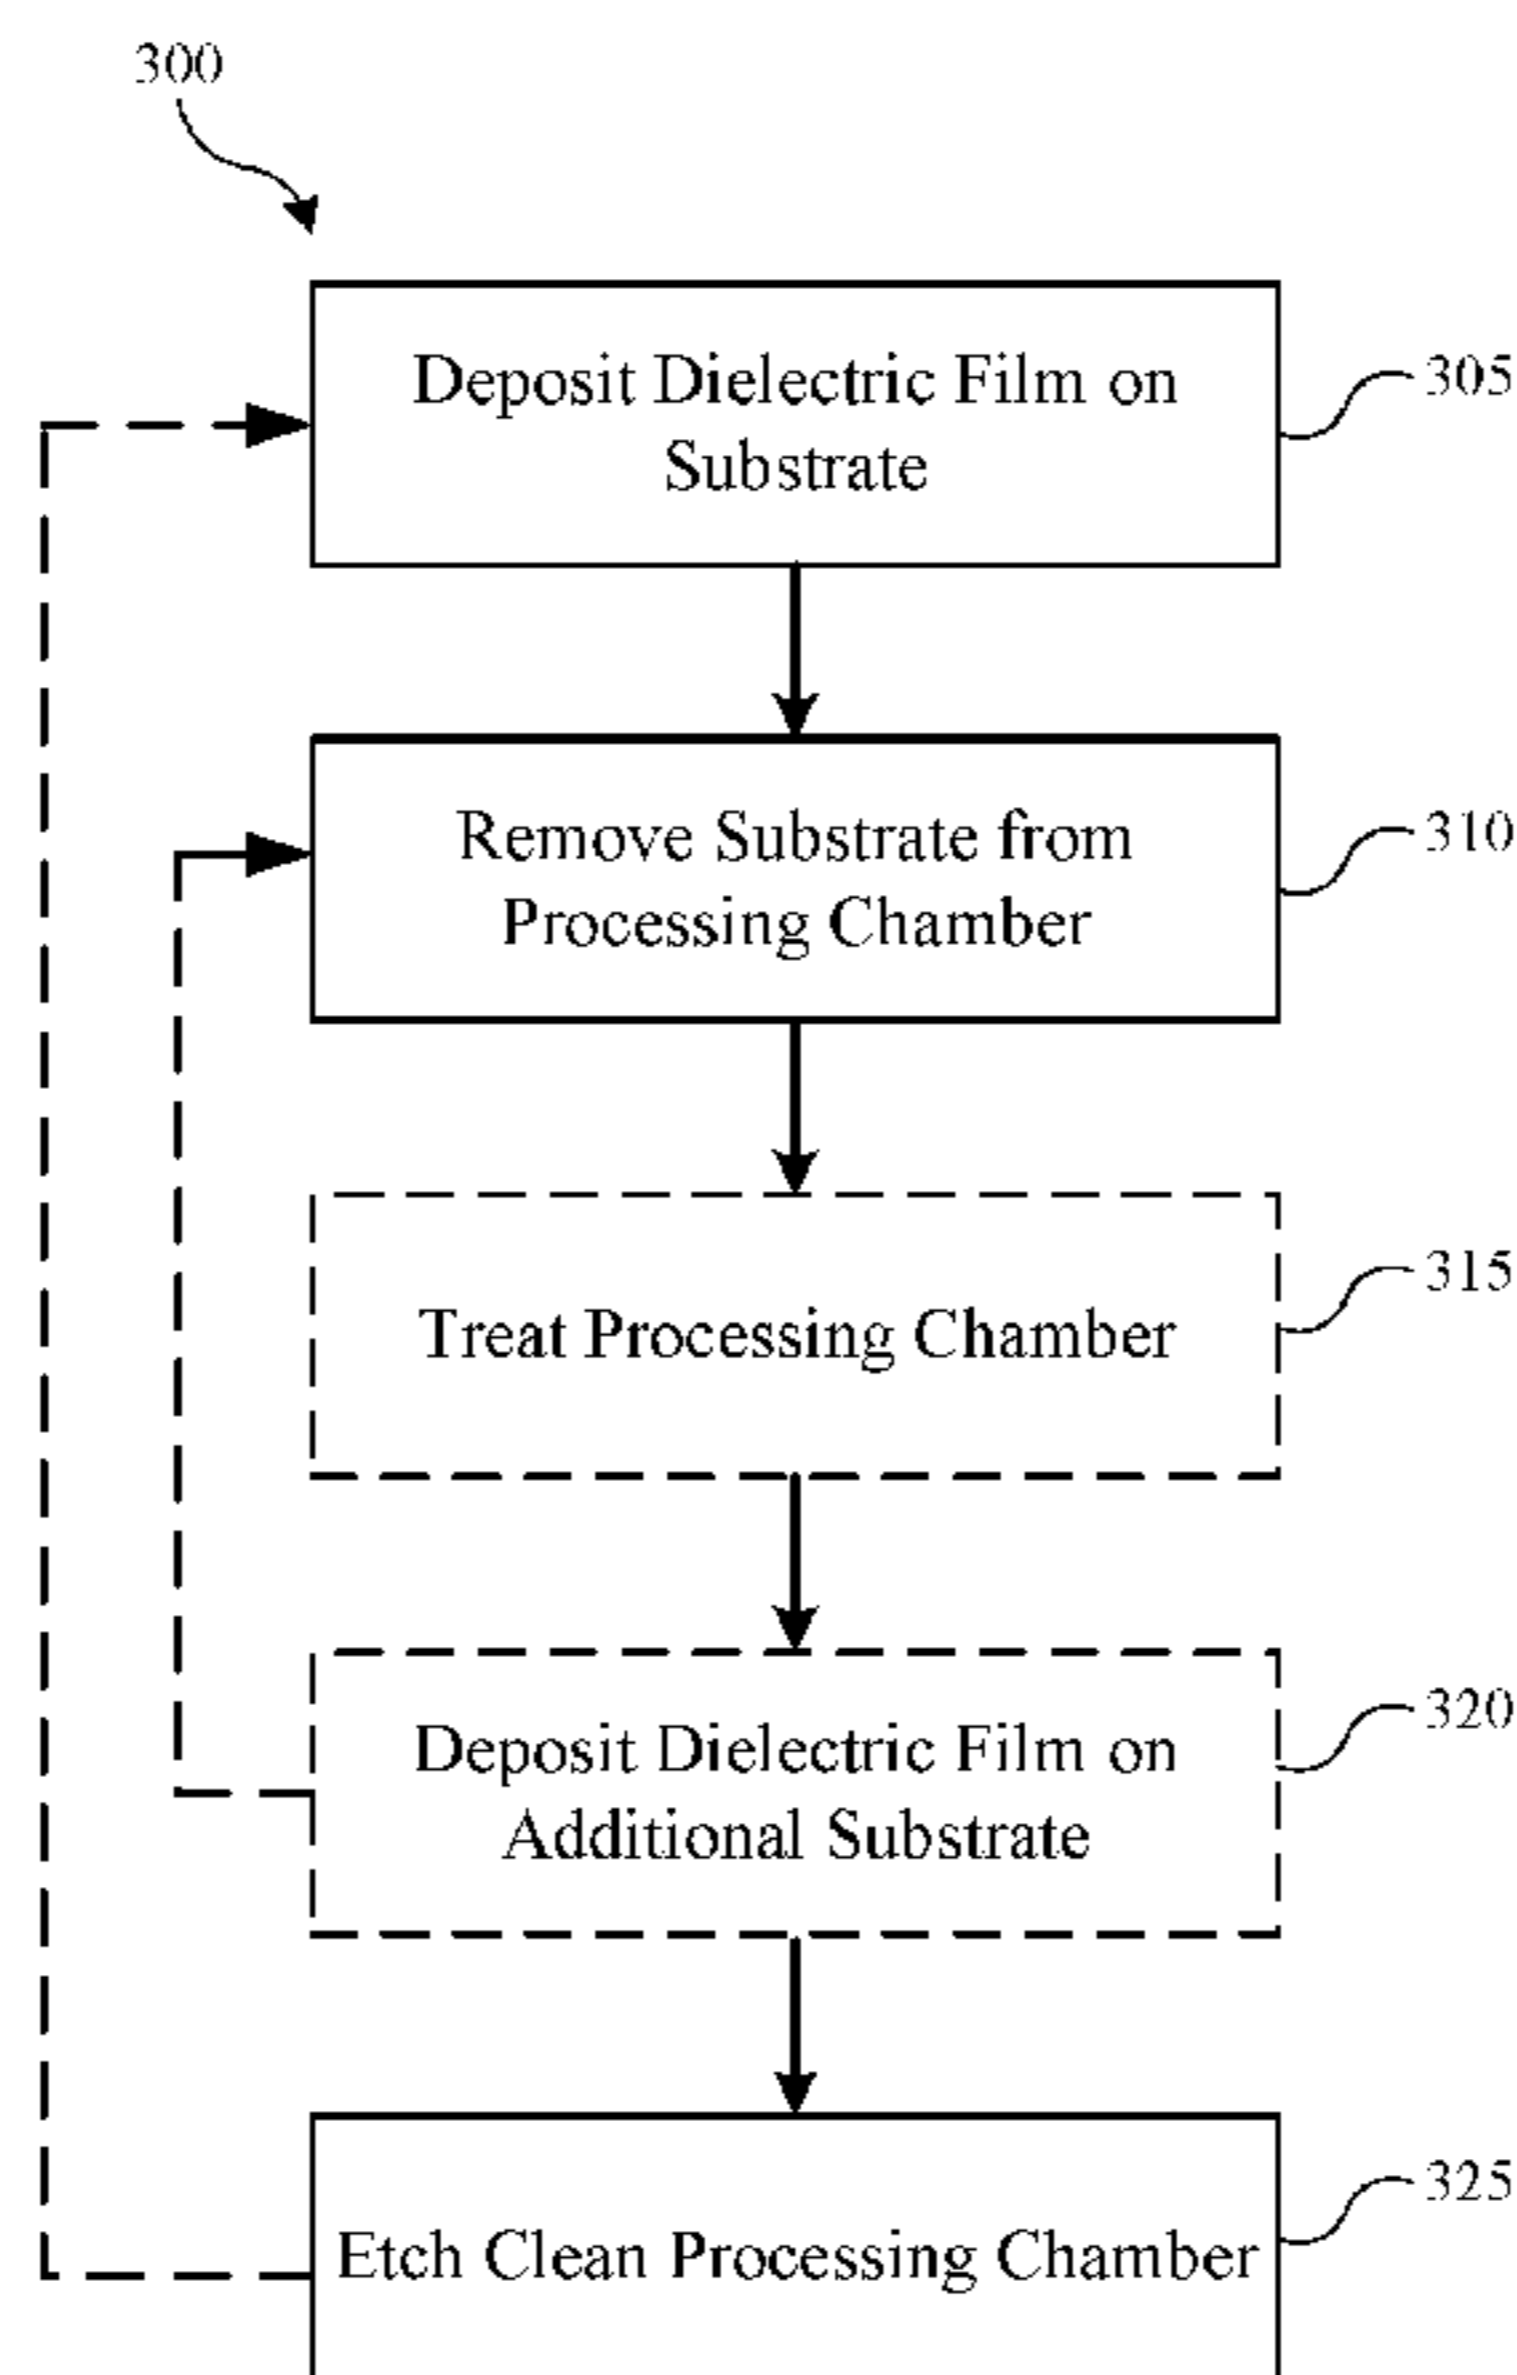 300
Deposit Dielectric Film on
Substrate
305
Remove Substrate from
Processing Chamber
310
Treat Processing Chamber
315
Deposit Dielectric Film on
Additional Substrate
320
Etch Clean Processing Chamber
325